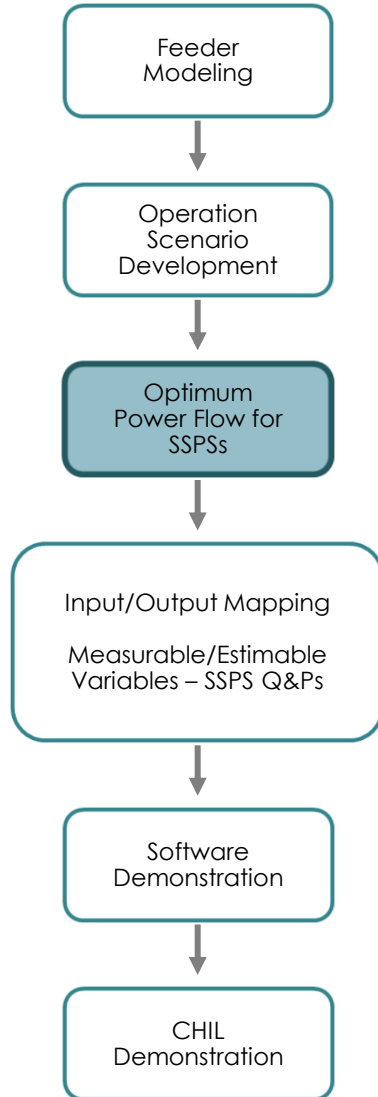 Feeder
Modeling
Operation
Scenario
Development
Optimum
Power Flow for
SSPSs
Input/Output Mapping
Measurable/Estimable
Variables – SSPS Q&Ps
Software
Demonstration
CHIL
Demonstration